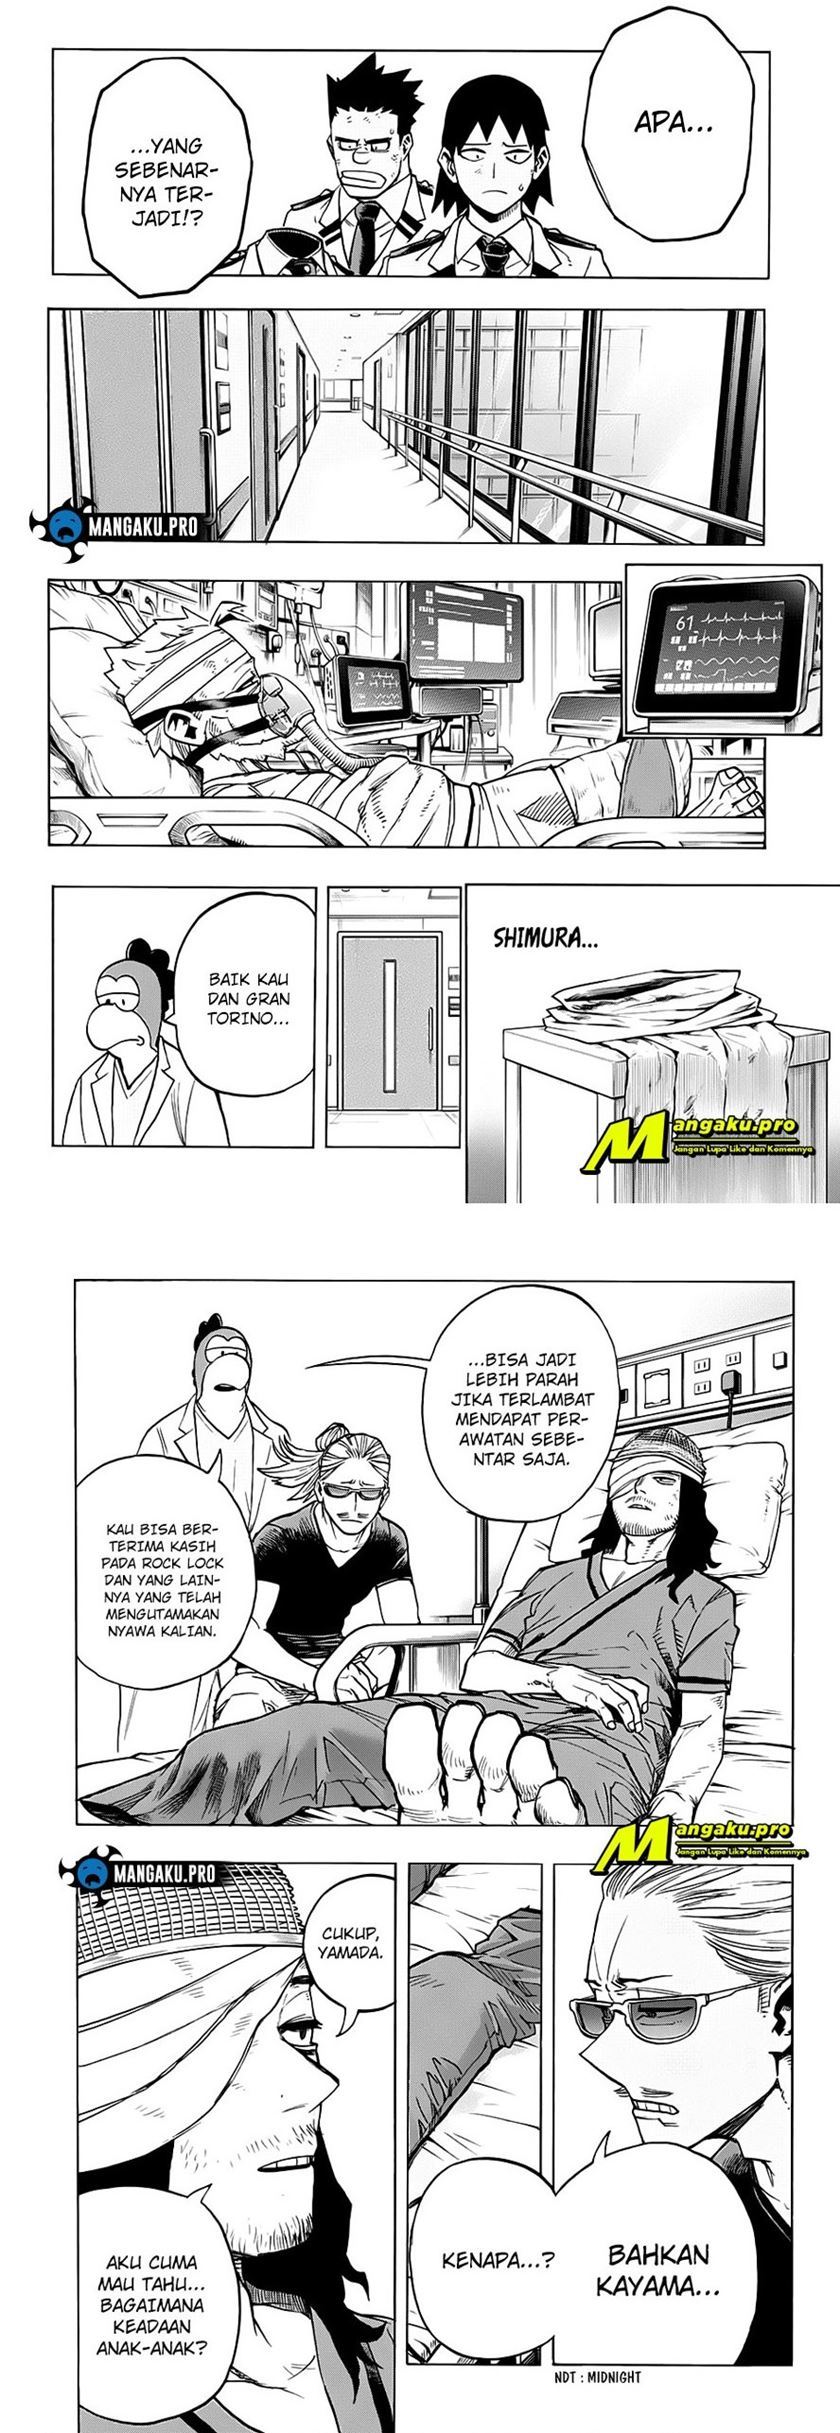 APA...
...YANG
SEBENAR-
NYA TER-
JADI!?
MANGAKU.PRO
61
SHIMURA...
BAIK KAU
DAN GRAN
TORINO...
Mangaku.pro
Jangan Lupa Like dan Komennya
...BISA JADI
LEBIH PARAH
JIKA TERLAMBAT
MENDAPAT PER-
AWATAN SEBE-
NTAR SAJA.
KAU BISA BER-
TERIMA KASIH
PADA ROCK LOCK
DAN YANG LAIN-
NYA YANG TELAH
MENGUTAMAKAN
NYAWA KALIAN.
Mangaku.pro
Jangan Lupa Like dan Komennya
MANGAKU.PRO
BAHKAN
KAYAMA...
KENAPA...?
NDT : MIDNIGHT
CUKUP,
YAMADA.
AKU CUMA
MAU TAHU...
BAGAIMANA
KEADAAN
ANAK-ANAK?